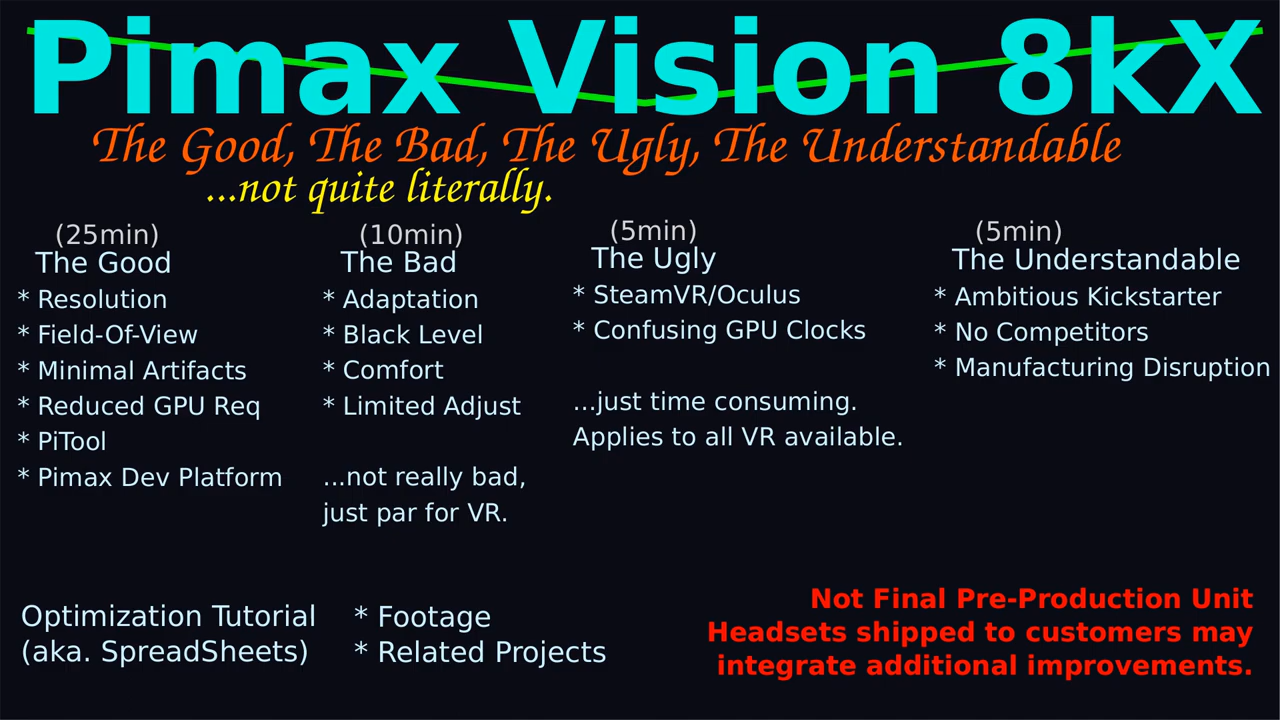 Pimax Vision 8kX
The Good, The Bad, The Ugly, The Understandable
...not quite literally.
(25min)
The Good
* Resolution
* Field-Of-View
* Minimal Artifacts
* Reduced GPU Req
* PiTool
* Pimax Dev Platform
(10min)
The Bad
* Adaptation
* Black Level
* Comfort
* Limited Adjust
...not really bad,
just par for VR.
(5min)
The Ugly
* SteamVR/Oculus
* Confusing GPU Clocks
...just time consuming.
Applies to all VR available.
(5min)
The Understandable
* Ambitious Kickstarter
* No Competitors
* Manufacturing Disruption
Optimization Tutorial
(aka. SpreadSheets)
* Footage
* Related Projects
Not Final Pre-Production Unit
Headsets shipped to customers may
integrate additional improvements.